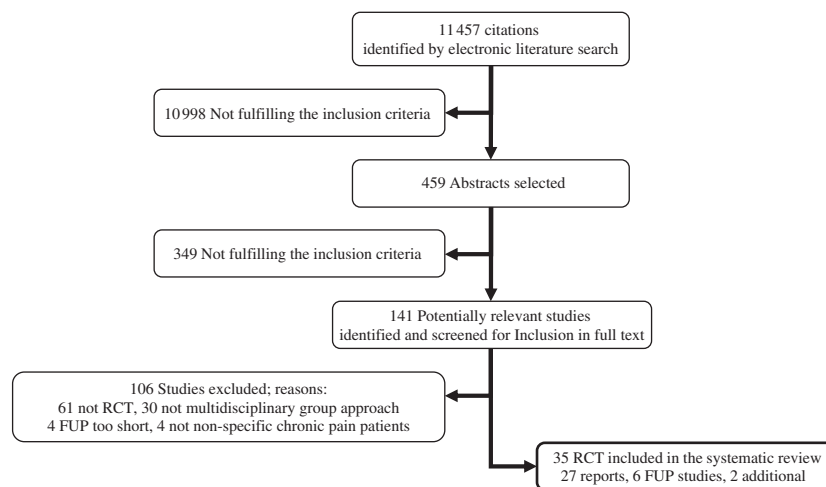 11 457 citations
identified by electronic literature search
10 998 Not fulfilling the inclusion criteria
459 Abstracts selected
349 Not fulfilling the inclusion criteria
141 Potentially relevant studies
identified and screened for Inclusion in full text
106 Studies excluded; reasons:
61 not RCT, 30 not multidisciplinary group approach
4 FUP too short, 4 not non-specific chronic pain patients
35 RCT included in the systematic review
27 reports, 6 FUP studies, 2 additional